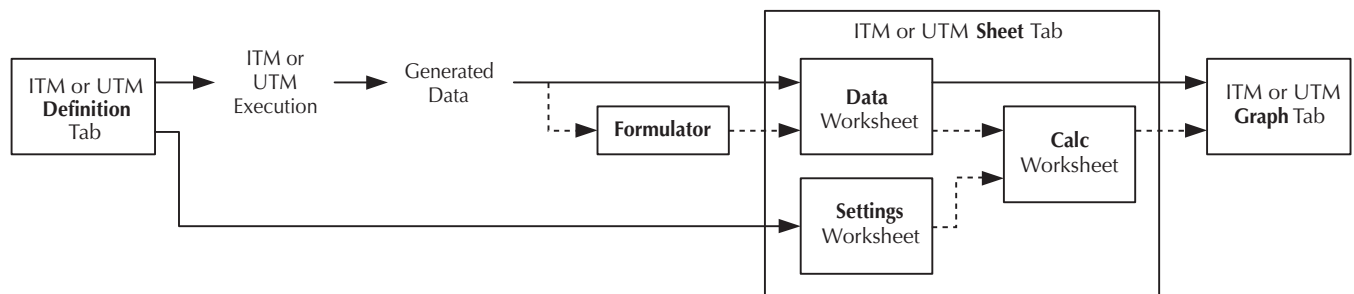 ITM or UTM Sheet Tab
ITM or UTM
Definition
Tab
ITM or
UTM
Execution
Generated
Data
Formulator
Data
Worksheet
Settings
Worksheet
Calc
Worksheet
ITM or UTM
Graph Tab